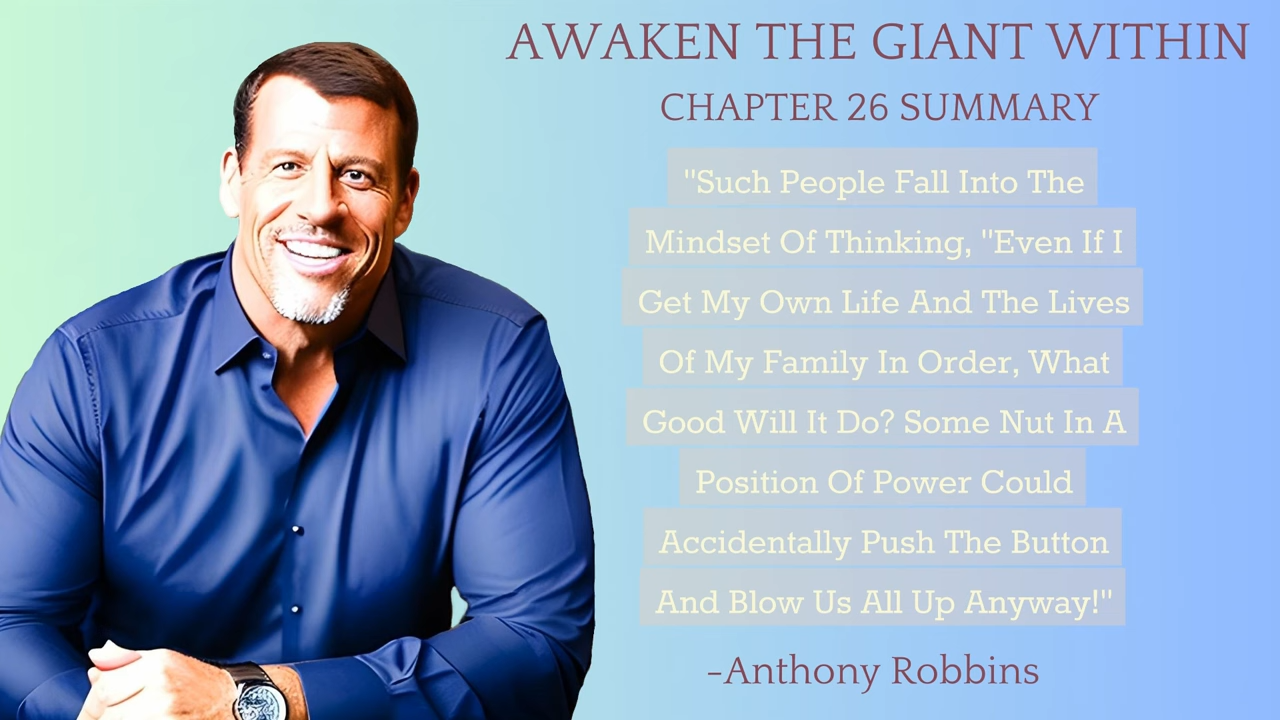 AWAKEN THE GIANT WITHIN
CHAPTER 26 SUMMARY
"Such People Fall Into The
Mindset Of Thinking, "Even If I
Get My Own Life And The Lives
Of My Family In Order, What
Good Will It Do? Some Nut In A
Position Of Power Could
Accidentally Push The Button
And Blow Us All Up Anyway!"
-Anthony Robbins